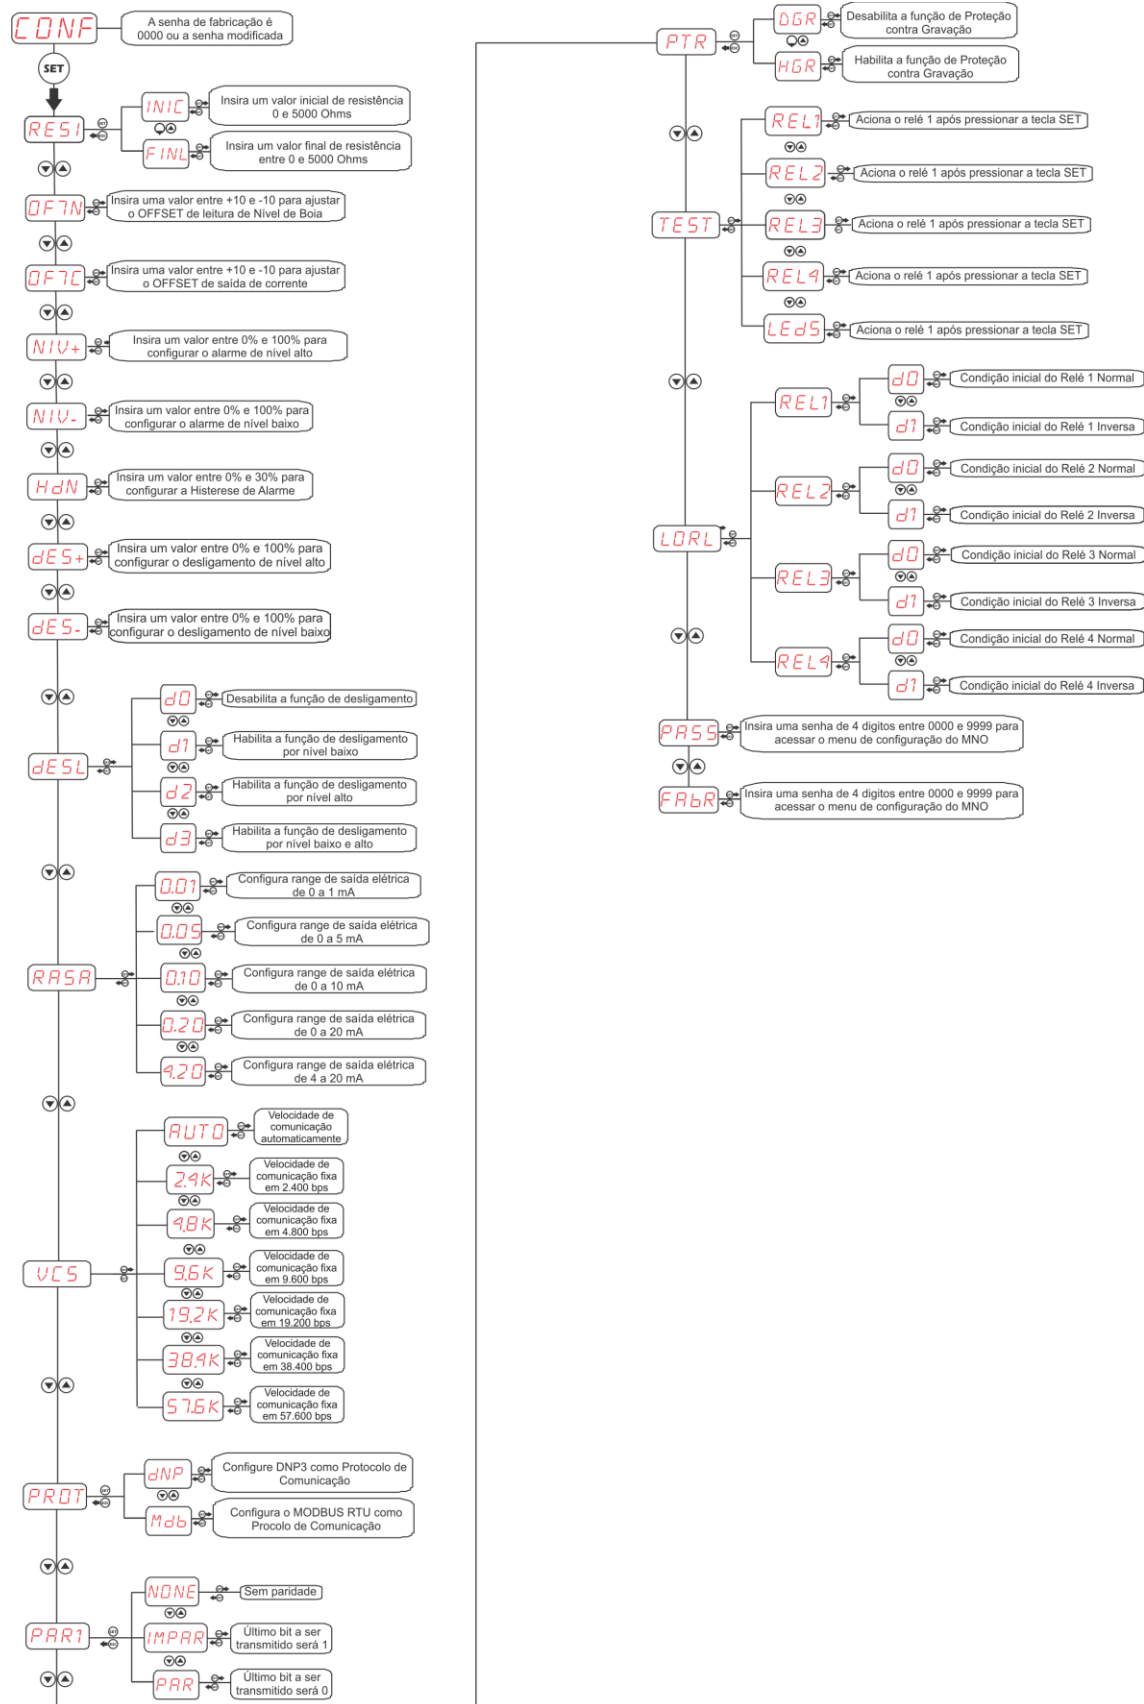 CONF
A senha de fabricação é
0000 ou a senha modificada
SET
RESI
INIC
Insira um valor inicial de resistência
0 e 5000 Ohms
FINL
Insira um valor final de resistência
entre 0 e 5000 Ohms
OF7N
Insira uma valor entre +10 e -10 para ajustar
o OFFSET de leitura de Nível de Boia
OF7C
Insira uma valor entre +10 e -10 para ajustar
o OFFSET de saída de corrente
NIV+
Insira um valor entre 0% e 100% para
configurar o alarme de nível alto
NIV-
Insira um valor entre 0% e 100% para
configurar o alarme de nível baixo
HdN
Insira um valor entre 0% e 30% para
configurar a Histerese de Alarme
dES+
Insira um valor entre 0% e 100% para
configurar o desligamento de nível alto
dES-
Insira um valor entre 0% e 100% para
configurar o desligamento de nível baixo
dESL
d0
Desabilita a função de desligamento
d1
Habilita a função de desligamento
por nível baixo
d2
Habilita a função de desligamento
por nível alto
d3
Habilita a função de desligamento
por nível baixo e alto
RASA
0.01
Configura range de saída elétrica
de 0 a 1 mA
0.05
Configura range de saída elétrica
de 0 a 5 mA
0.10
Configura range de saída elétrica
de 0 a 10 mA
0.20
Configura range de saída elétrica
de 0 a 20 mA
4.20
Configura range de saída elétrica
de 4 a 20 mA
VCS
AUTO
Velocidade de
comunicação
automaticamente
2.4K
Velocidade de
comunicação fixa
em 2.400 bps
4.8K
Velocidade de
comunicação fixa
em 4.800 bps
9.6K
Velocidade de
comunicação fixa
em 9.600 bps
19.2K
Velocidade de
comunicação fixa
em 19.200 bps
38.4K
Velocidade de
comunicação fixa
em 38.400 bps
57.6K
Velocidade de
comunicação fixa
em 57.600 bps
PROT
dNP
Configure DNP3 como Protocolo de
Comunicação
Mdb
Configura o MODBUS RTU como
Procolo de Comunicação
PAR1
NONE
Sem paridade
IMPAR
Último bit a ser
transmitido será 1
PAR
Último bit a ser
transmitido será 0
PTR
DGR
Desabilita a função de Proteção
contra Gravação
HGR
Habilita a função de Proteção
contra Gravação
TEST
REL1
Aciona o relé 1 após pressionar a tecla SET
REL2
Aciona o relé 1 após pressionar a tecla SET
REL3
Aciona o relé 1 após pressionar a tecla SET
REL4
Aciona o relé 1 após pressionar a tecla SET
LEdS
Aciona o relé 1 após pressionar a tecla SET
LORL
REL1
d0
Condição inicial do Relé 1 Normal
d1
Condição inicial do Relé 1 Inversa
REL2
d0
Condição inicial do Relé 2 Normal
d1
Condição inicial do Relé 2 Inversa
REL3
d0
Condição inicial do Relé 3 Normal
d1
Condição inicial do Relé 3 Inversa
REL4
d0
Condição inicial do Relé 4 Normal
d1
Condição inicial do Relé 4 Inversa
PASS
Insira uma senha de 4 digitos entre 0000 e 9999 para
acessar o menu de configuração do MNO
FAbR
Insira uma senha de 4 digitos entre 0000 e 9999 para
acessar o menu de configuração do MNO